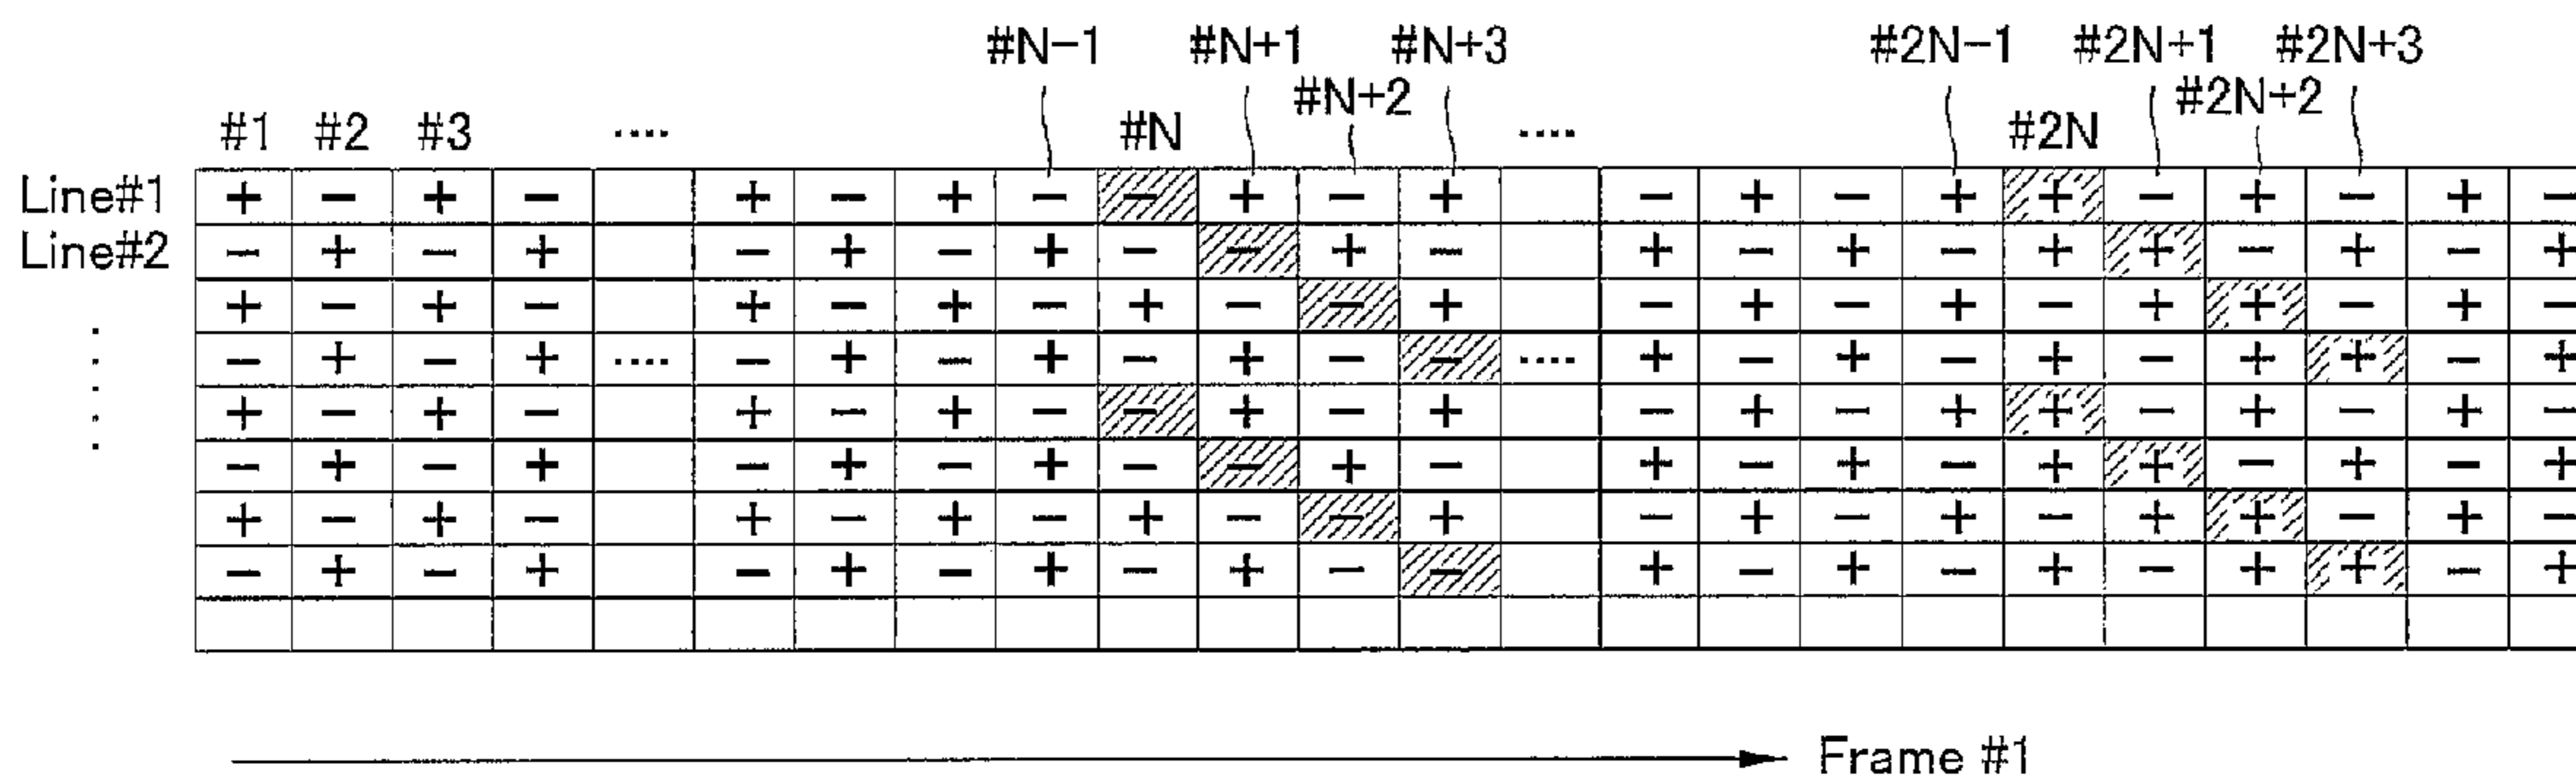 #N-1 #N+1 #N+3 #2N-1 #2N+1 #2N+3
#N+2 #2N+2
#1 #2 #3 .... #N .... #2N
Line#1 + − + − + − + − − + − + − + − + + − + − + −
Line#2 − + − + − + − + − − + − + − + − + + − + − +
+ − + − + − + − + − − + − + − + − + + − + −
− + − + .... − + − + − + − − .... + − + − + − + + − +
+ − + − + − + − − + − + − + − + + − + − + −
− + − + − + − + − − + − + − + − + + − + − +
+ − + − + − + − + − − + − + − + − + + − + −
− + − + − + − + − + − − + − + − + − + + − +
Frame #1